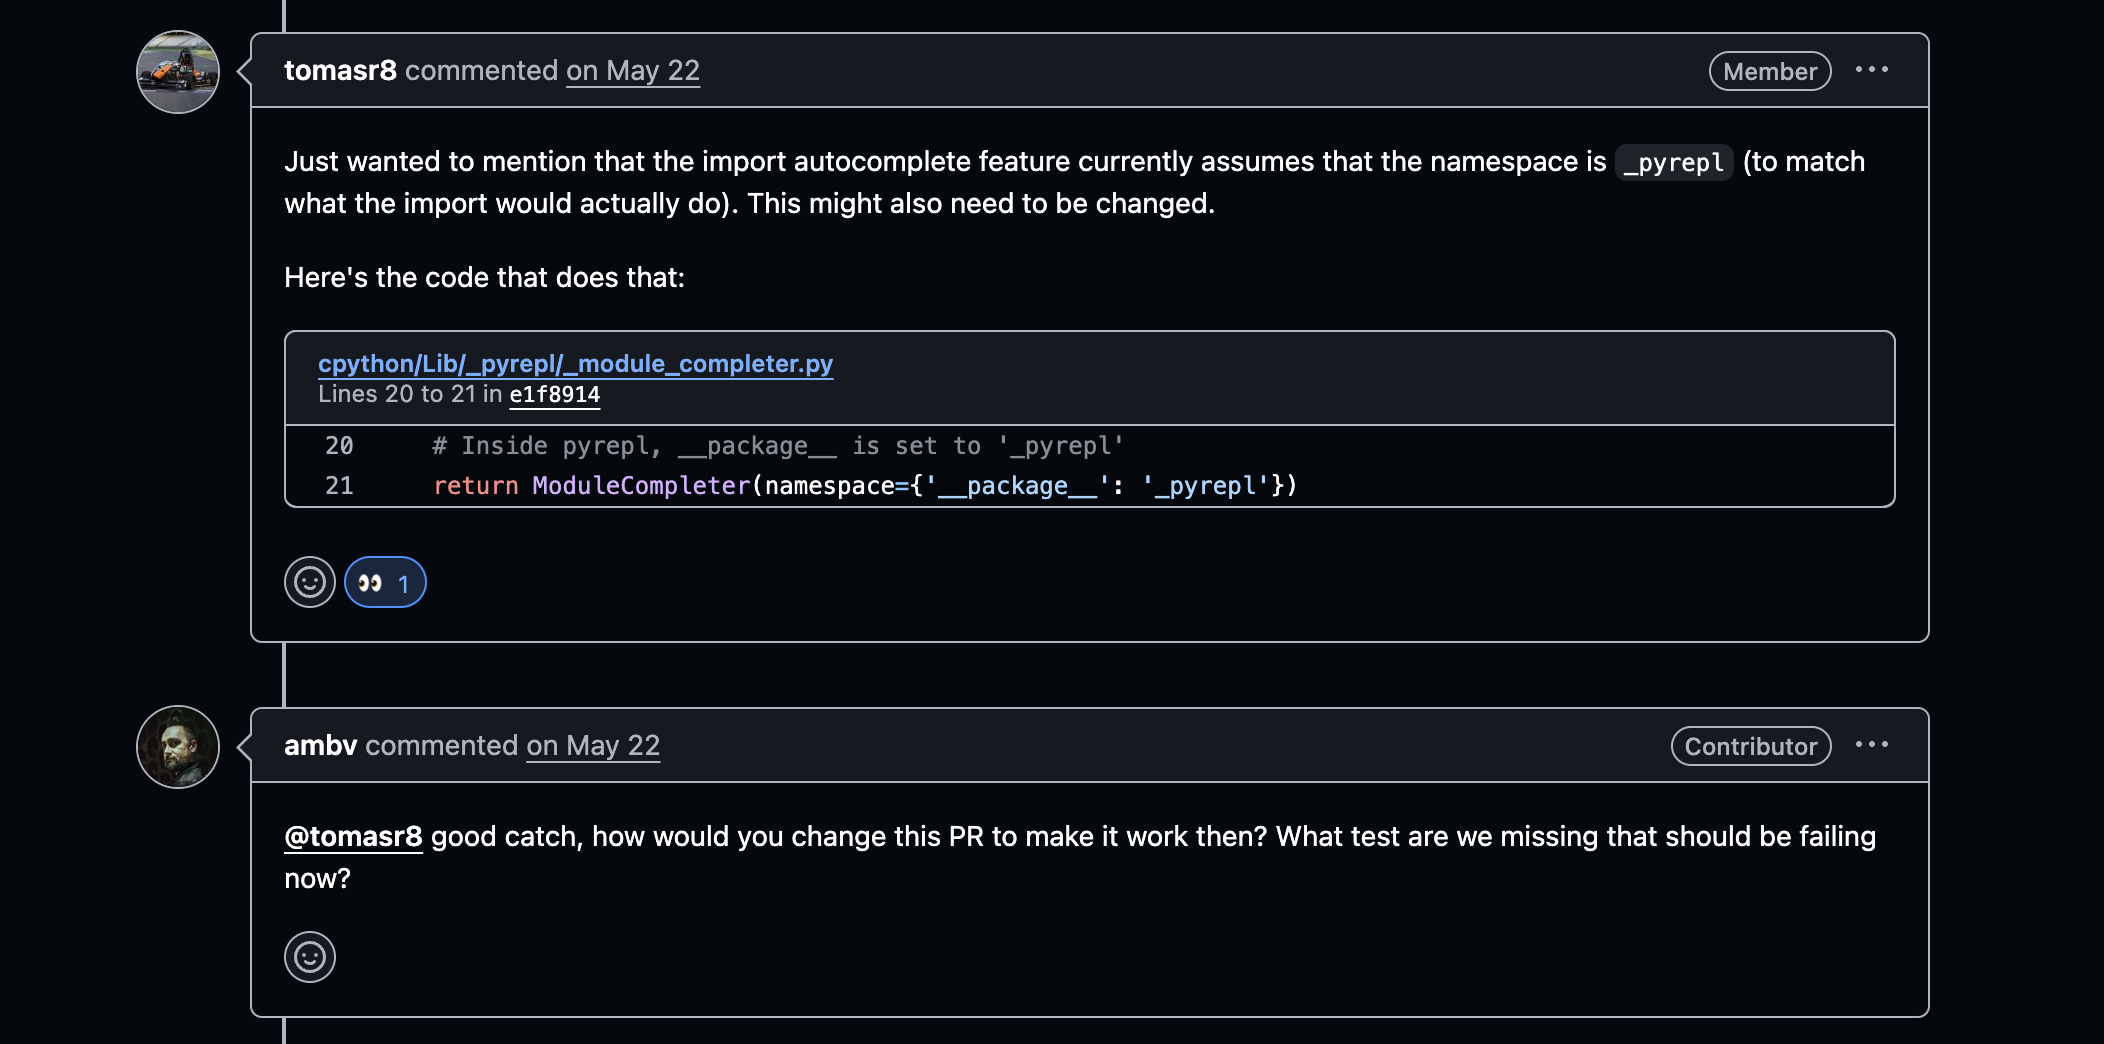 tomasr8 commented on May 22
Member
Just wanted to mention that the import autocomplete feature currently assumes that the namespace is _pyrepl (to match
what the import would actually do). This might also need to be changed.
Here's the code that does that:
cpython/Lib/_pyrepl/_module_completer.py
Lines 20 to 21 in e1f8914
20 # Inside pyrepl, __package__ is set to '_pyrepl'
21 return ModuleCompleter(namespace={'__package__': '_pyrepl'})
👀 1
ambv commented on May 22
Contributor
@tomasr8 good catch, how would you change this PR to make it work then? What test are we missing that should be failing
now?